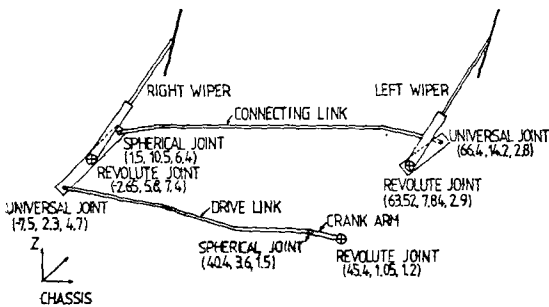 RIGHT WIPER
LEFT WIPER
CONNECTING LINK
SPHERICAL JOINT
(1.5, 10.5, 6.4)
REVOLUTE JOINT
(-2.65, 5.8, 7.4)
UNIVERSAL JOINT
(66.4, 14.2, 2.8)
REVOLUTE JOINT
(63.52, 7.84, 2.9)
UNIVERSAL JOINT
(-7.5, 2.3, 4.7)
DRIVE LINK
CRANK ARM
SPHERICAL JOINT
(40.4, 3.6, 1.5)
REVOLUTE JOINT
(45.4, 1.05, 1.2)
Z
CHASSIS